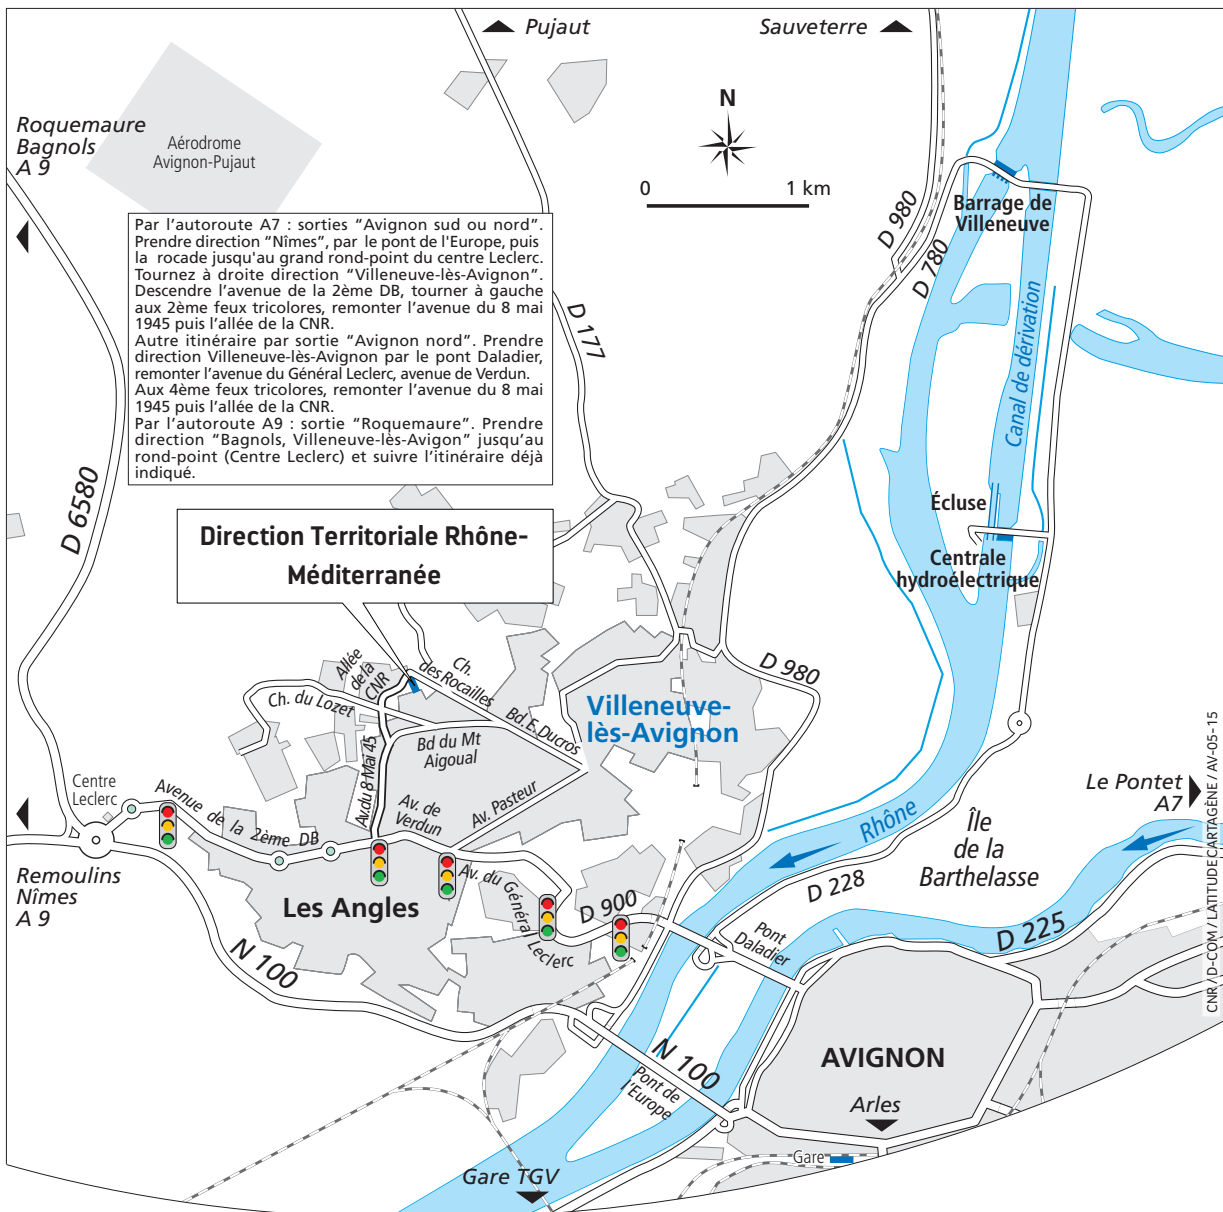 Pujaut
Sauveterre
Roquemaure
Bagnols
A 9
Aérodrome
Avignon-Pujaut
N
0 1 km
Par l'autoroute A7 : sorties “Avignon sud ou nord”.
Prendre direction “Nîmes”, par le pont de l'Europe, puis
la rocade jusqu'au grand rond-point du centre Leclerc.
Tournez à droite direction “Villeneuve-lès-Avignon”.
Descendre l'avenue de la 2ème DB, tourner à gauche
aux 2ème feux tricolores, remonter l'avenue du 8 mai
1945 puis l'allée de la CNR.
Autre itinéraire par sortie “Avignon nord”. Prendre
direction Villeneuve-lès-Avignon par le pont Daladier,
remonter l'avenue du Général Leclerc, avenue de Verdun.
Aux 4ème feux tricolores, remonter l'avenue du 8 mai
1945 puis l'allée de la CNR.
Par l'autoroute A9 : sortie “Roquemaure”. Prendre
direction “Bagnols, Villeneuve-lès-Avigon” jusqu'au
rond-point (Centre Leclerc) et suivre l'itinéraire déjà
indiqué.
D 980
D 780
Barrage de
Villeneuve
D 177
Canal de dérivation
D 6580
Écluse
Centrale
hydroélectrique
Direction Territoriale Rhône-
Méditerranée
Allée
de la
CNR
Ch.
des Rocailles
Ch. du Lozet
Bd. E. Ducros
Villeneuve-
lès-Avignon
D 980
Bd du Mt
Aigoual
Av. du 8 Mai 45
Av. de
Verdun
Av. Pasteur
Centre
Leclerc
Avenue de la 2ème DB
Rhône
Île
de la
Barthelasse
Le Pontet
A7
Remoulins
Nîmes
A 9
Les Angles
Av. du Général Leclerc
D 900
D 228
D 225
Pont
Daladier
N 100
N 100
Pont de
l'Europe
AVIGNON
Arles
Gare
Gare TGV
CNR / D-COM / LATITUDE CARTAGÈNE / AV-05-15